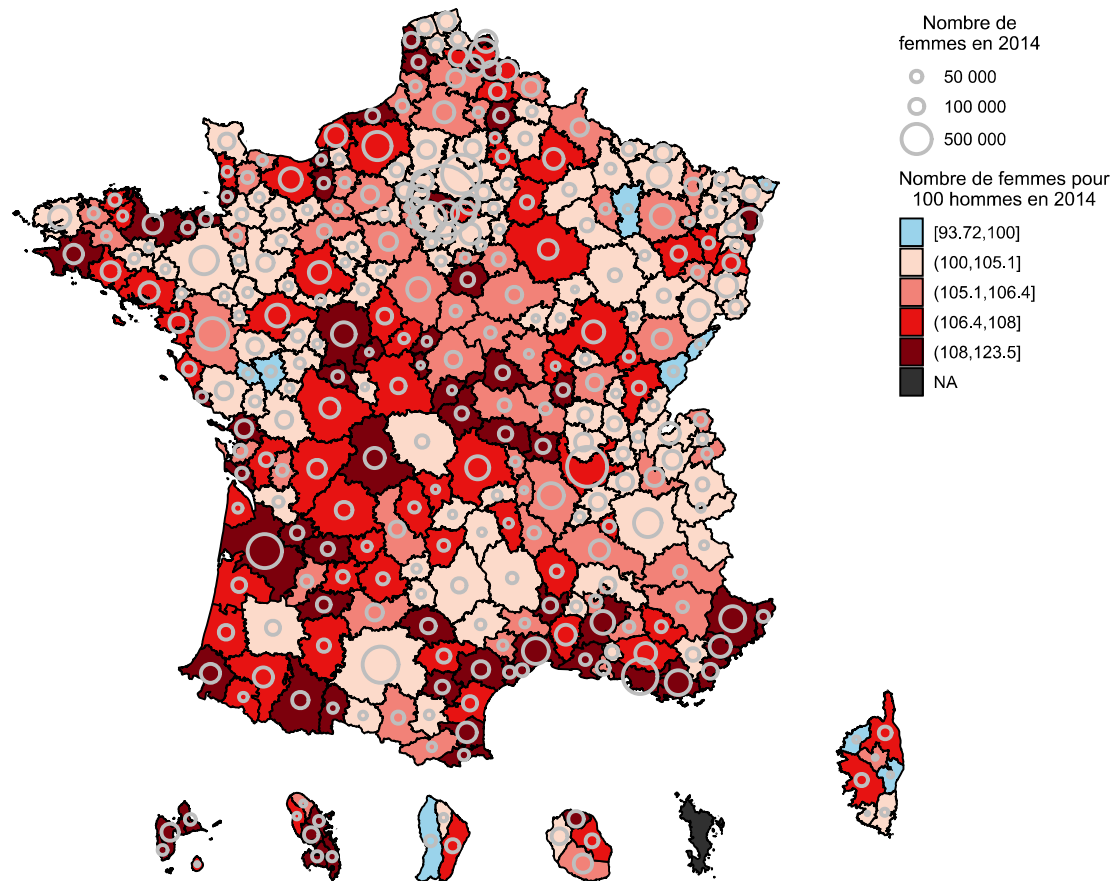 Nombre de
femmes en 2014
50 000
100 000
500 000
Nombre de femmes pour
100 hommes en 2014
[93.72,100]
(100,105.1]
(105.1,106.4]
(106.4,108]
(108,123.5]
NA